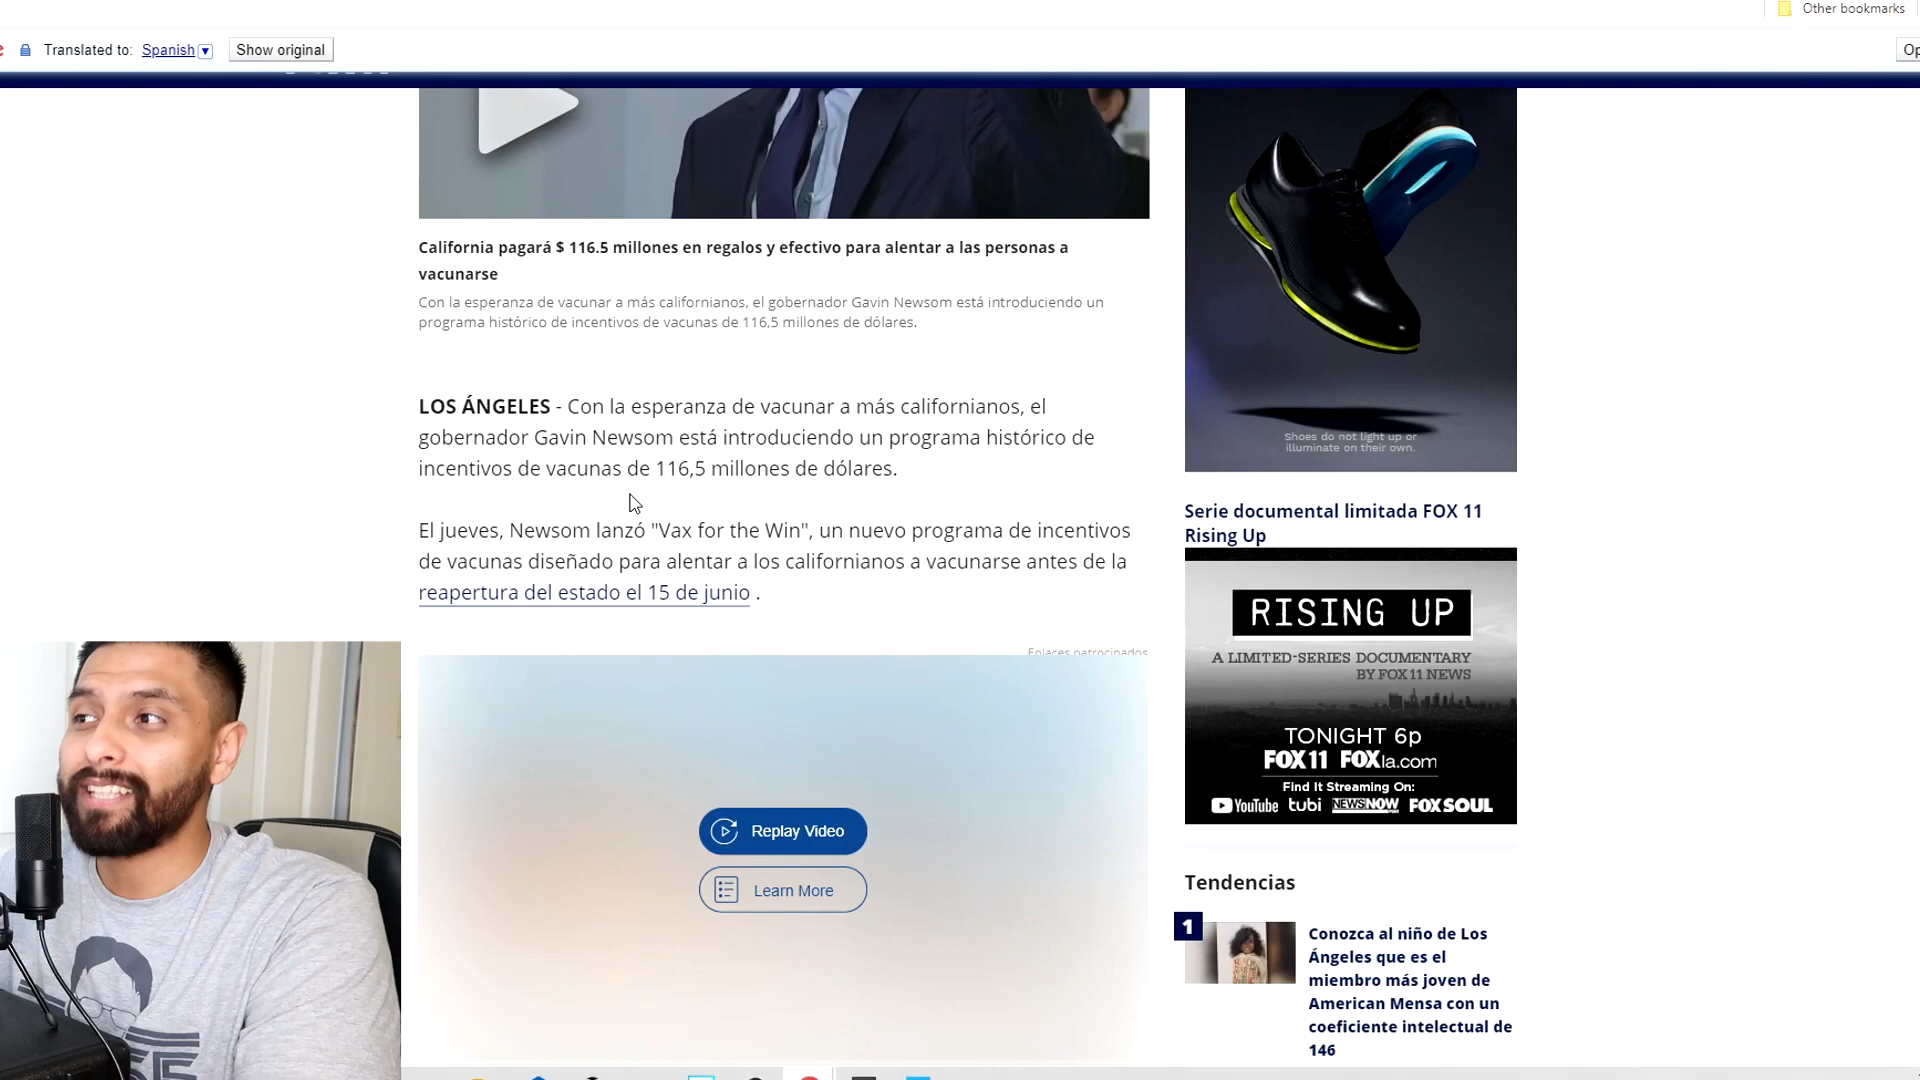 Other bookmarks
Translated to: Spanish
Show original
Op
California pagará $ 116.5 millones en regalos y efectivo para alentar a las personas a
vacunarse
Con la esperanza de vacunar a más californianos, el gobernador Gavin Newsom está introduciendo un
programa histórico de incentivos de vacunas de 116,5 millones de dólares.
LOS ÁNGELES - Con la esperanza de vacunar a más californianos, el
gobernador Gavin Newsom está introduciendo un programa histórico de
incentivos de vacunas de 116,5 millones de dólares.
El jueves, Newsom lanzó "Vax for the Win", un nuevo programa de incentivos
de vacunas diseñado para alentar a los californianos a vacunarse antes de la
reapertura del estado el 15 de junio .
Enlaces patrocinados
Replay Video
Learn More
Shoes do not light up or
illuminate on their own.
Serie documental limitada FOX 11
Rising Up
RISING UP
A LIMITED-SERIES DOCUMENTARY
BY FOX 11 NEWS
TONIGHT 6p
FOX 11 FOXla.com
Find It Streaming On:
YouTube tubi NEWSNOW FOX SOUL
Tendencias
1
Conozca al niño de Los
Ángeles que es el
miembro más joven de
American Mensa con un
coeficiente intelectual de
146